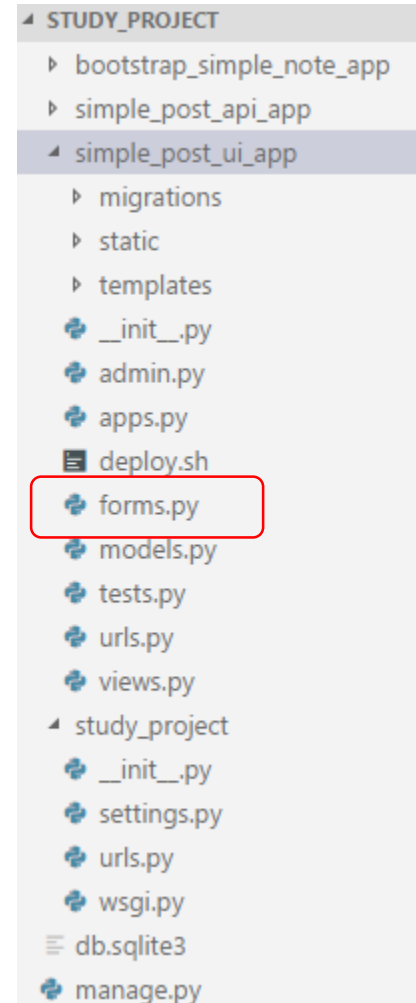 STUDY_PROJECT
bootstrap_simple_note_app
simple_post_api_app
simple_post_ui_app
migrations
static
templates
__init__.py
admin.py
apps.py
deploy.sh
forms.py
models.py
tests.py
urls.py
views.py
study_project
__init__.py
settings.py
urls.py
wsgi.py
db.sqlite3
manage.py